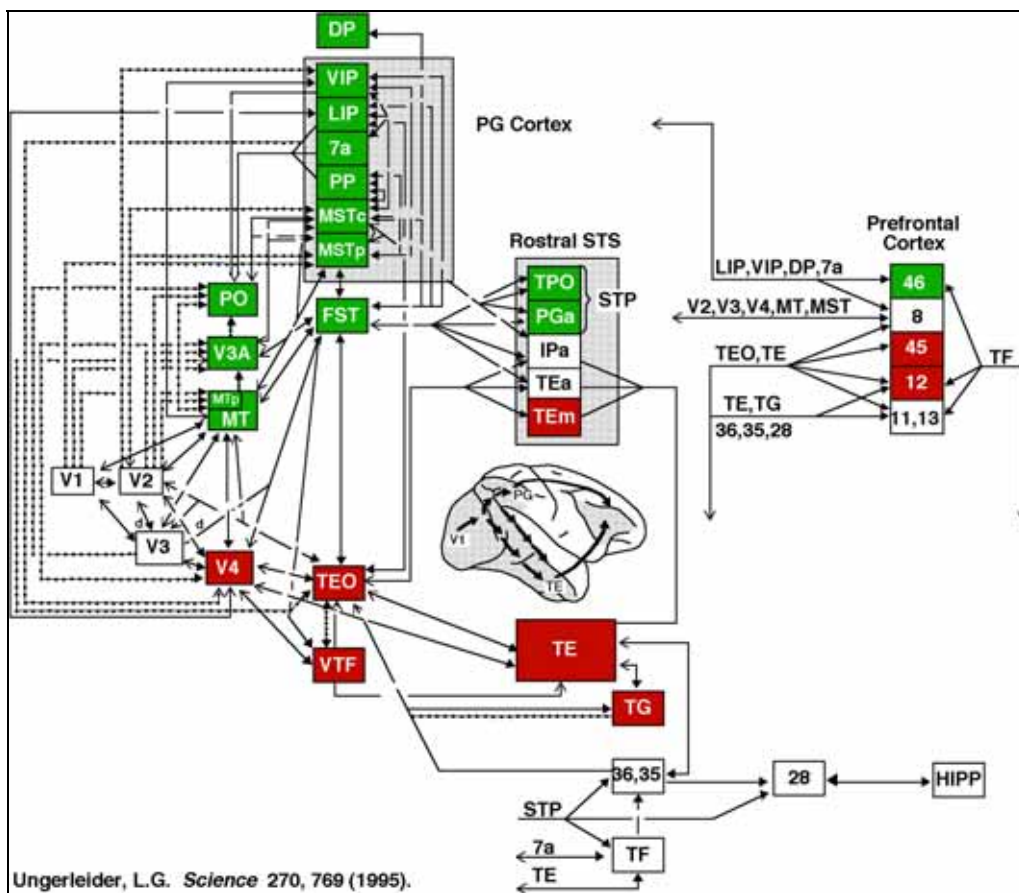 DP
VIP
LIP
7a
PP
MSTc
MSTp
PG Cortex
PO
FST
V3A
MTp
MT
V1
V2
d
d
V3
V4
TEO
VTF
Rostral STS
TPO
PGa
STP
IPa
TEa
TEm
Prefrontal
Cortex
LIP,VIP,DP,7a
46
V2,V3,V4,MT,MST
8
TEO,TE
45
12
TF
TE,TG
36,35,28
11,13
PG
V1
TE
TE
TG
36,35
28
HIPP
STP
7a
TF
TE
Ungerleider, L.G. Science 270, 769 (1995).